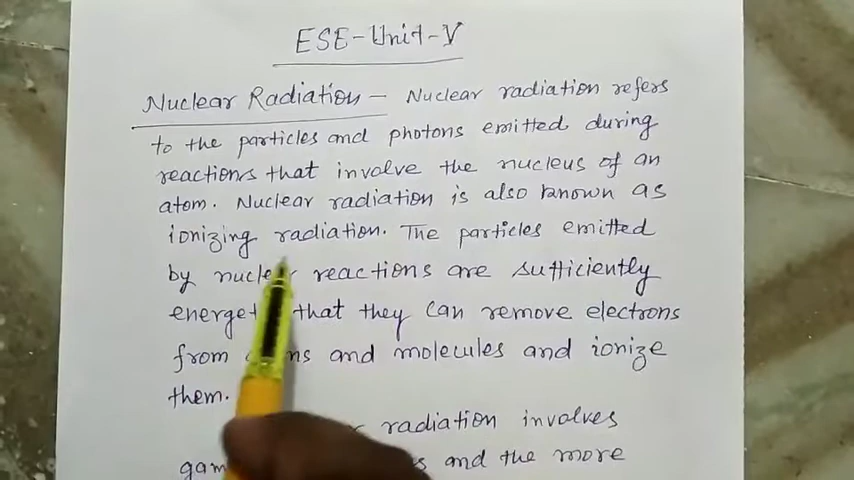 ESE-Unit-V
Nuclear Radiation - Nuclear radiation refers
to the particles and photons emitted during
reactions that involve the nucleus of an
atom. Nuclear radiation is also known as
ionizing radiation. The particles emitted
by nuclear reactions are sufficiently
that they can remove electrons
from and molecules and ionize
them.
radiation involves
and the more